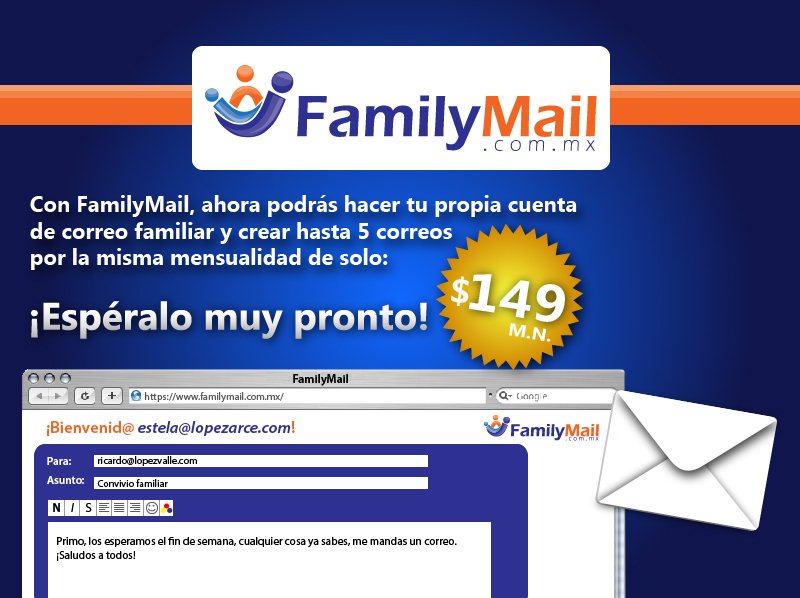 FamilyMail
.com.mx
Con FamilyMail, ahora podrás hacer tu propia cuenta
de correo familiar y crear hasta 5 correos
por la misma mensualidad de solo:
$149
M.N.
¡Espéralo muy pronto!
FamilyMail
https://www.familymail.com.mx/
Google
¡Bienvenid@ estela@lopezarce.com!
FamilyMail
.com.mx
Para:
ricardo@lopezvalle.com
Asunto:
Convivio familiar
N I S
Primo, los esperamos el fin de semana, cualquier cosa ya sabes, me mandas un correo.
¡Saludos a todos!